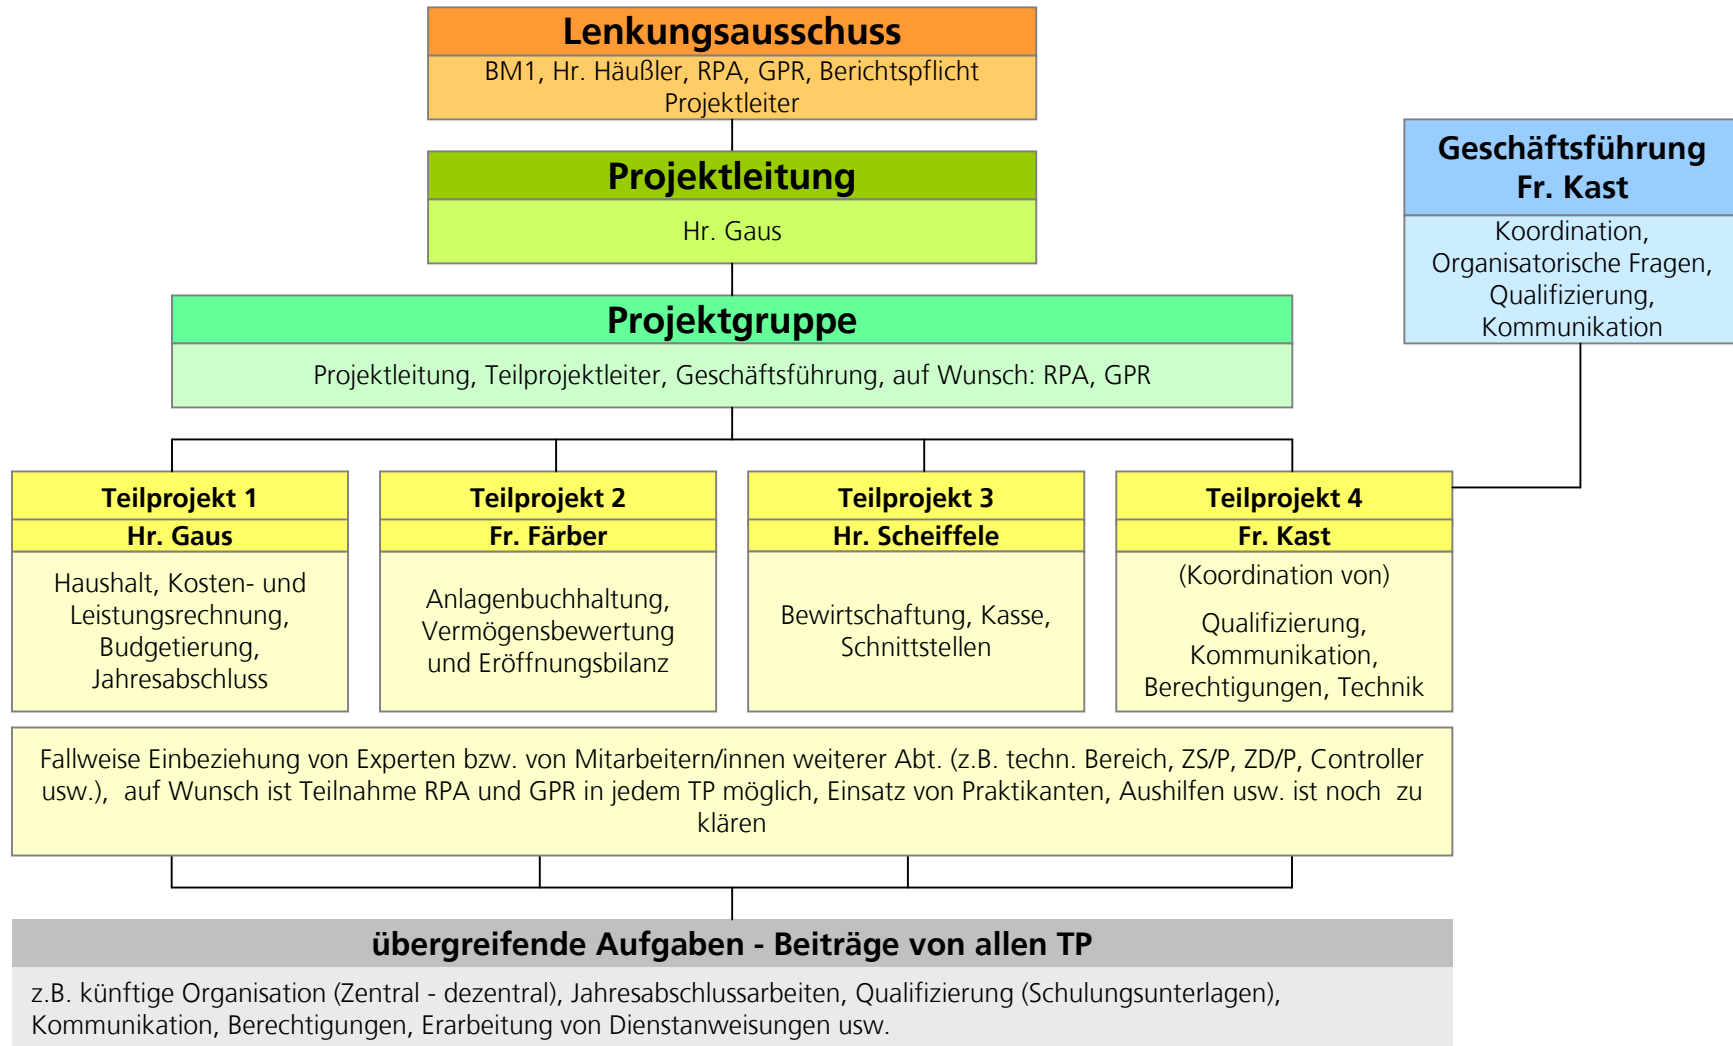 Lenkungsausschuss
BM1, Hr. Häußler, RPA, GPR, Berichtspflicht
Projektleiter
Projektleitung
Hr. Gaus
Geschäftsführung
Fr. Kast
Koordination,
Organisatorische Fragen,
Qualifizierung,
Kommunikation
Projektgruppe
Projektleitung, Teilprojektleiter, Geschäftsführung, auf Wunsch: RPA, GPR
Teilprojekt 1
Hr. Gaus
Haushalt, Kosten- und
Leistungsrechnung,
Budgetierung,
Jahresabschluss
Teilprojekt 2
Fr. Färber
Anlagenbuchhaltung,
Vermögensbewertung
und Eröffnungsbilanz
Teilprojekt 3
Hr. Scheiffele
Bewirtschaftung, Kasse,
Schnittstellen
Teilprojekt 4
Fr. Kast
(Koordination von)
Qualifizierung,
Kommunikation,
Berechtigungen, Technik
Fallweise Einbeziehung von Experten bzw. von Mitarbeitern/innen weiterer Abt. (z.B. techn. Bereich, ZS/P, ZD/P, Controller
usw.), auf Wunsch ist Teilnahme RPA und GPR in jedem TP möglich, Einsatz von Praktikanten, Aushilfen usw. ist noch zu
klären
übergreifende Aufgaben - Beiträge von allen TP
z.B. künftige Organisation (Zentral - dezentral), Jahresabschlussarbeiten, Qualifizierung (Schulungsunterlagen),
Kommunikation, Berechtigungen, Erarbeitung von Dienstanweisungen usw.